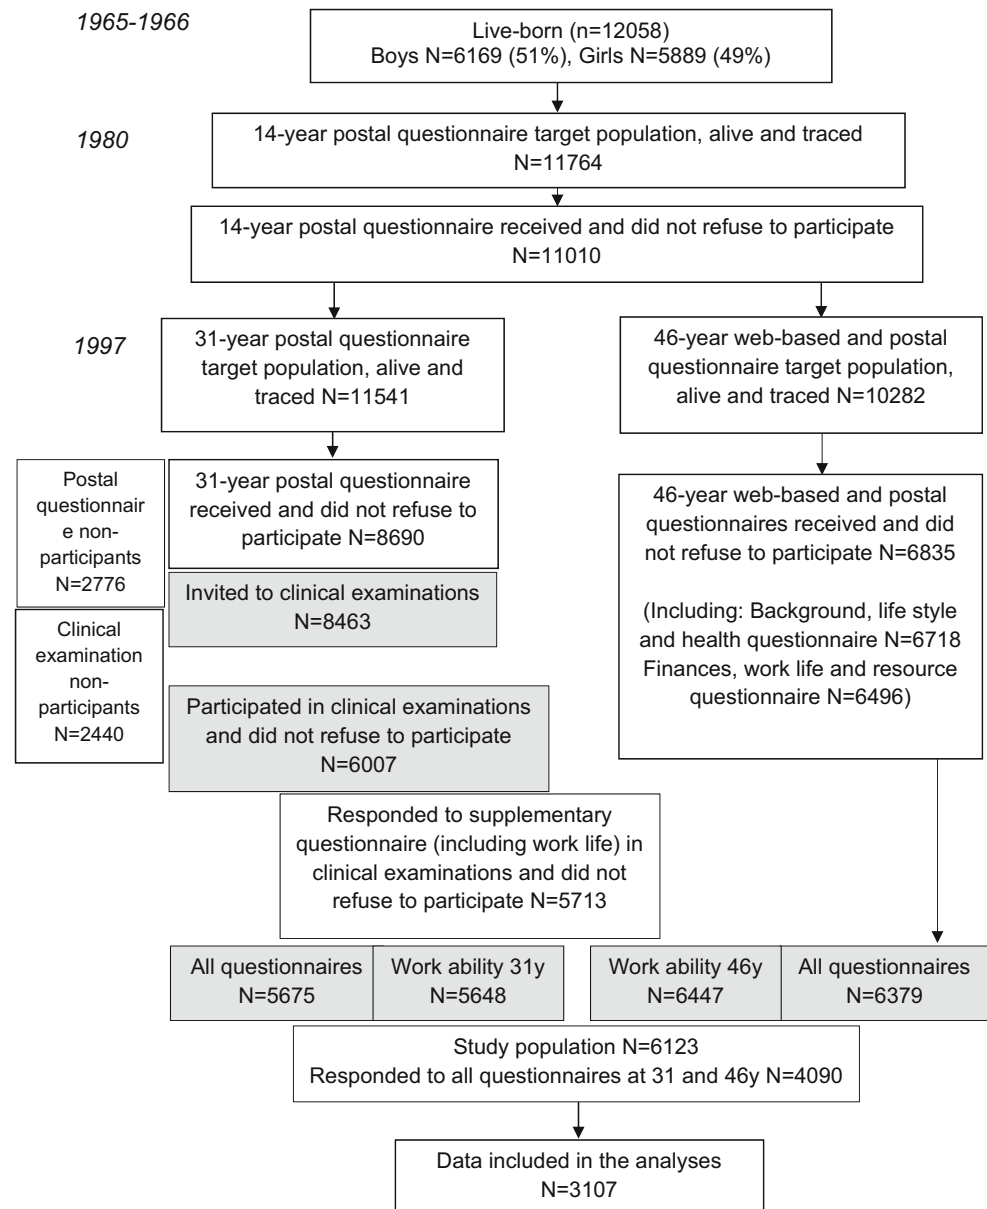 1965-1966
Live-born (n=12058)
Boys N=6169 (51%), Girls N=5889 (49%)
1980
14-year postal questionnaire target population, alive and traced
N=11764
14-year postal questionnaire received and did not refuse to participate
N=11010
1997
31-year postal questionnaire
target population, alive and
traced N=11541
46-year web-based and postal
questionnaire target population,
alive and traced N=10282
Postal
questionnair
e non-
participants
N=2776
31-year postal questionnaire
received and did not refuse to
participate N=8690
46-year web-based and postal
questionnaires received and did
not refuse to participate N=6835
(Including: Background, life style
and health questionnaire N=6718
Finances, work life and resource
questionnaire N=6496)
Invited to clinical examinations
N=8463
Clinical
examination
non-
participants
N=2440
Participated in clinical examinations
and did not refuse to participate
N=6007
Responded to supplementary
questionnaire (including work life) in
clinical examinations and did not
refuse to participate N=5713
All questionnaires
N=5675
Work ability 31y
N=5648
Work ability 46y
N=6447
All questionnaires
N=6379
Study population N=6123
Responded to all questionnaires at 31 and 46y N=4090
Data included in the analyses
N=3107